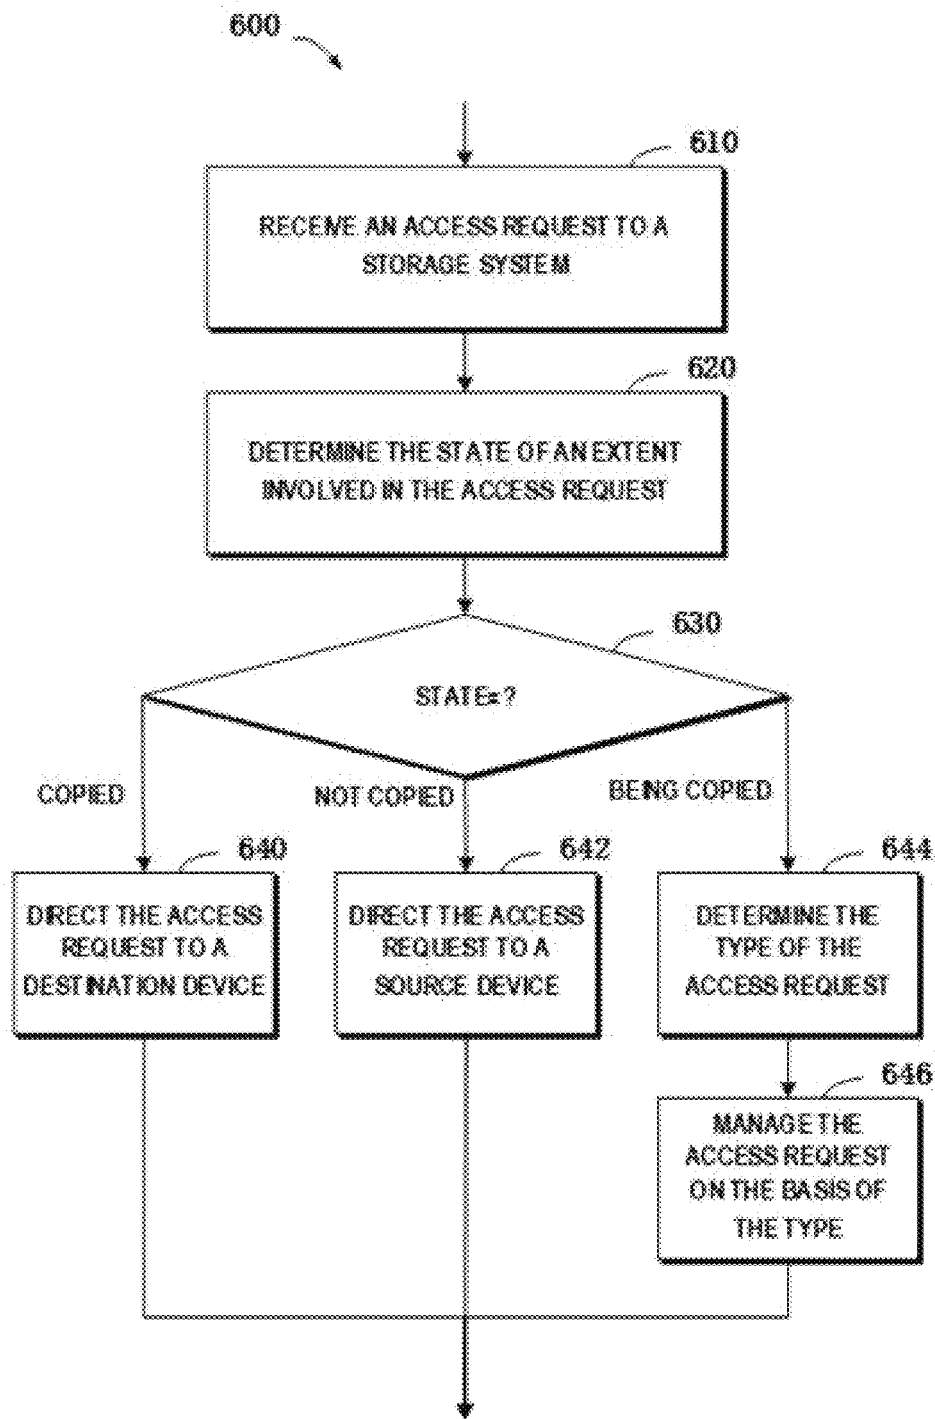 600
610
RECEIVE AN ACCESS REQUEST TO A
STORAGE SYSTEM
620
DETERMINE THE STATE OF AN EXTENT
INVOLVED IN THE ACCESS REQUEST
630
STATE=?
COPIED
NOT COPIED
BEING COPIED
640
DIRECT THE ACCESS
REQUEST TO A
DESTINATION DEVICE
642
DIRECT THE ACCESS
REQUEST TO A
SOURCE DEVICE
644
DETERMINE THE
TYPE OF THE
ACCESS REQUEST
646
MANAGE THE
ACCESS REQUEST
ON THE BASIS OF
THE TYPE